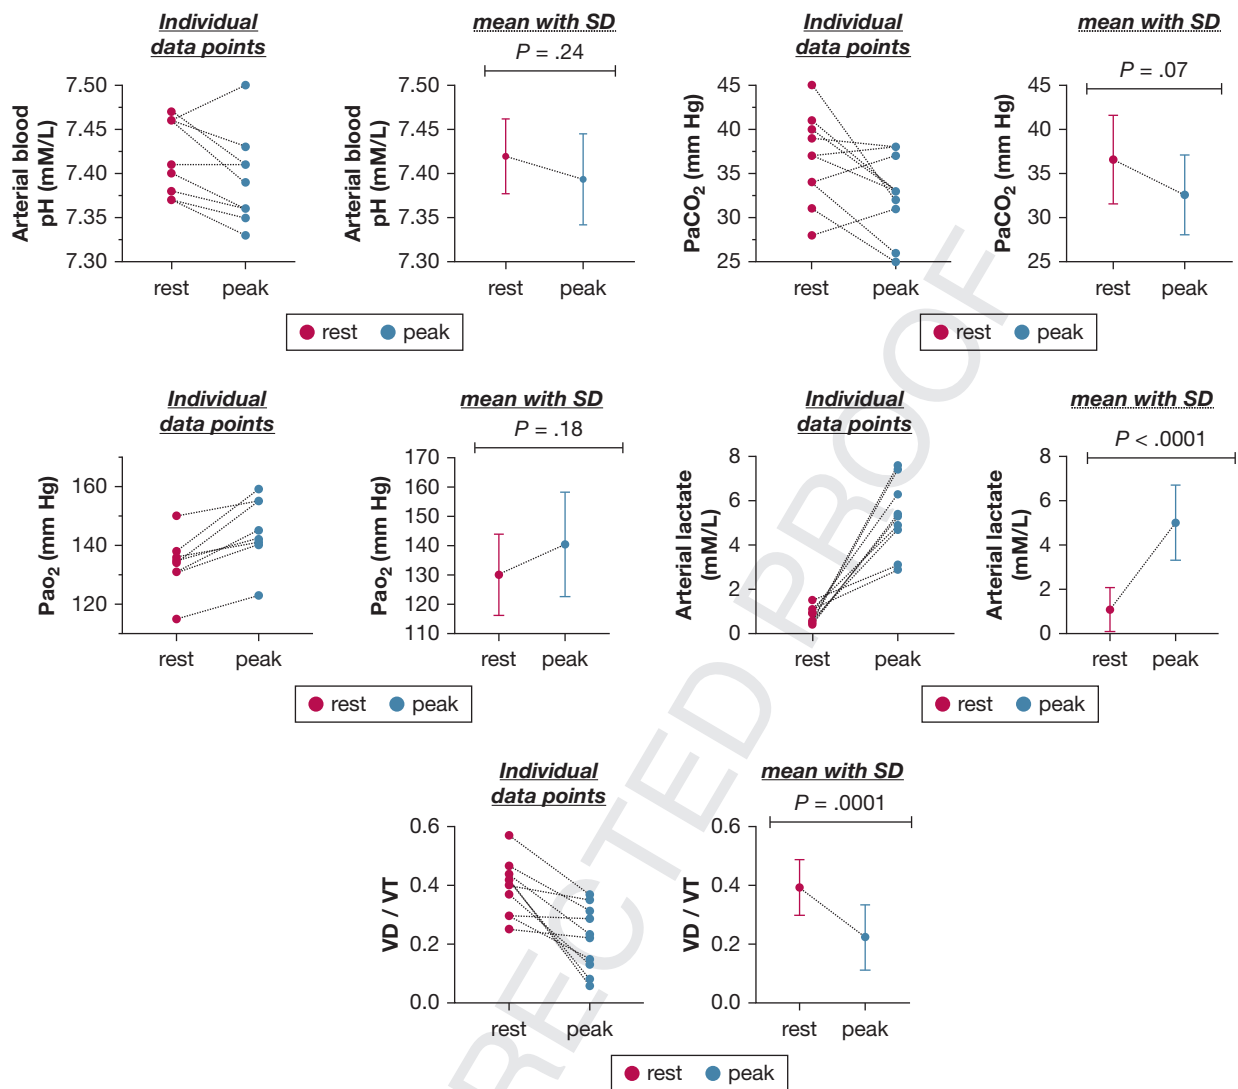 Individual
data points
mean with SD
P = .24
Arterial blood
pH (mM/L)
7.50
7.45
7.40
7.35
7.30
rest
peak
Arterial blood
pH (mM/L)
7.50
7.45
7.40
7.35
7.30
rest
peak
rest
peak
Individual
data points
mean with SD
P = .07
PaCO2 (mm Hg)
45
40
35
30
25
rest
peak
PaCO2 (mm Hg)
45
40
35
30
25
rest
peak
rest
peak
Individual
data points
mean with SD
P = .18
Pao2 (mm Hg)
160
140
120
rest
peak
Pao2 (mm Hg)
170
160
150
140
130
120
110
rest
peak
rest
peak
Individual
data points
mean with SD
P < .0001
Arterial lactate
(mM/L)
8
6
4
2
0
rest
peak
Arterial lactate
(mM/L)
8
6
4
2
0
rest
peak
rest
peak
Individual
data points
mean with SD
P = .0001
VD / VT
0.6
0.4
0.2
0.0
rest
peak
VD / VT
0.6
0.4
0.2
0.0
rest
peak
rest
peak
RECTED PROOF